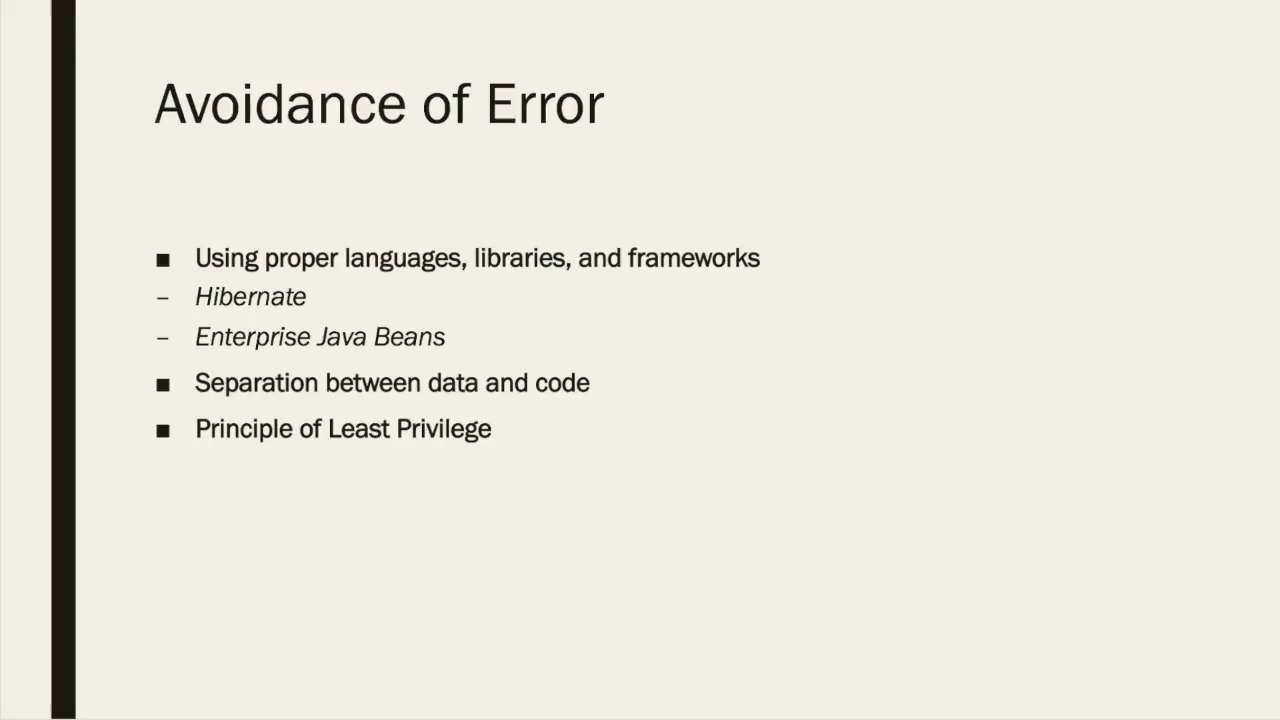 Avoidance of Error
■ Using proper languages, libraries, and frameworks
– Hibernate
– Enterprise Java Beans
■ Separation between data and code
■ Principle of Least Privilege